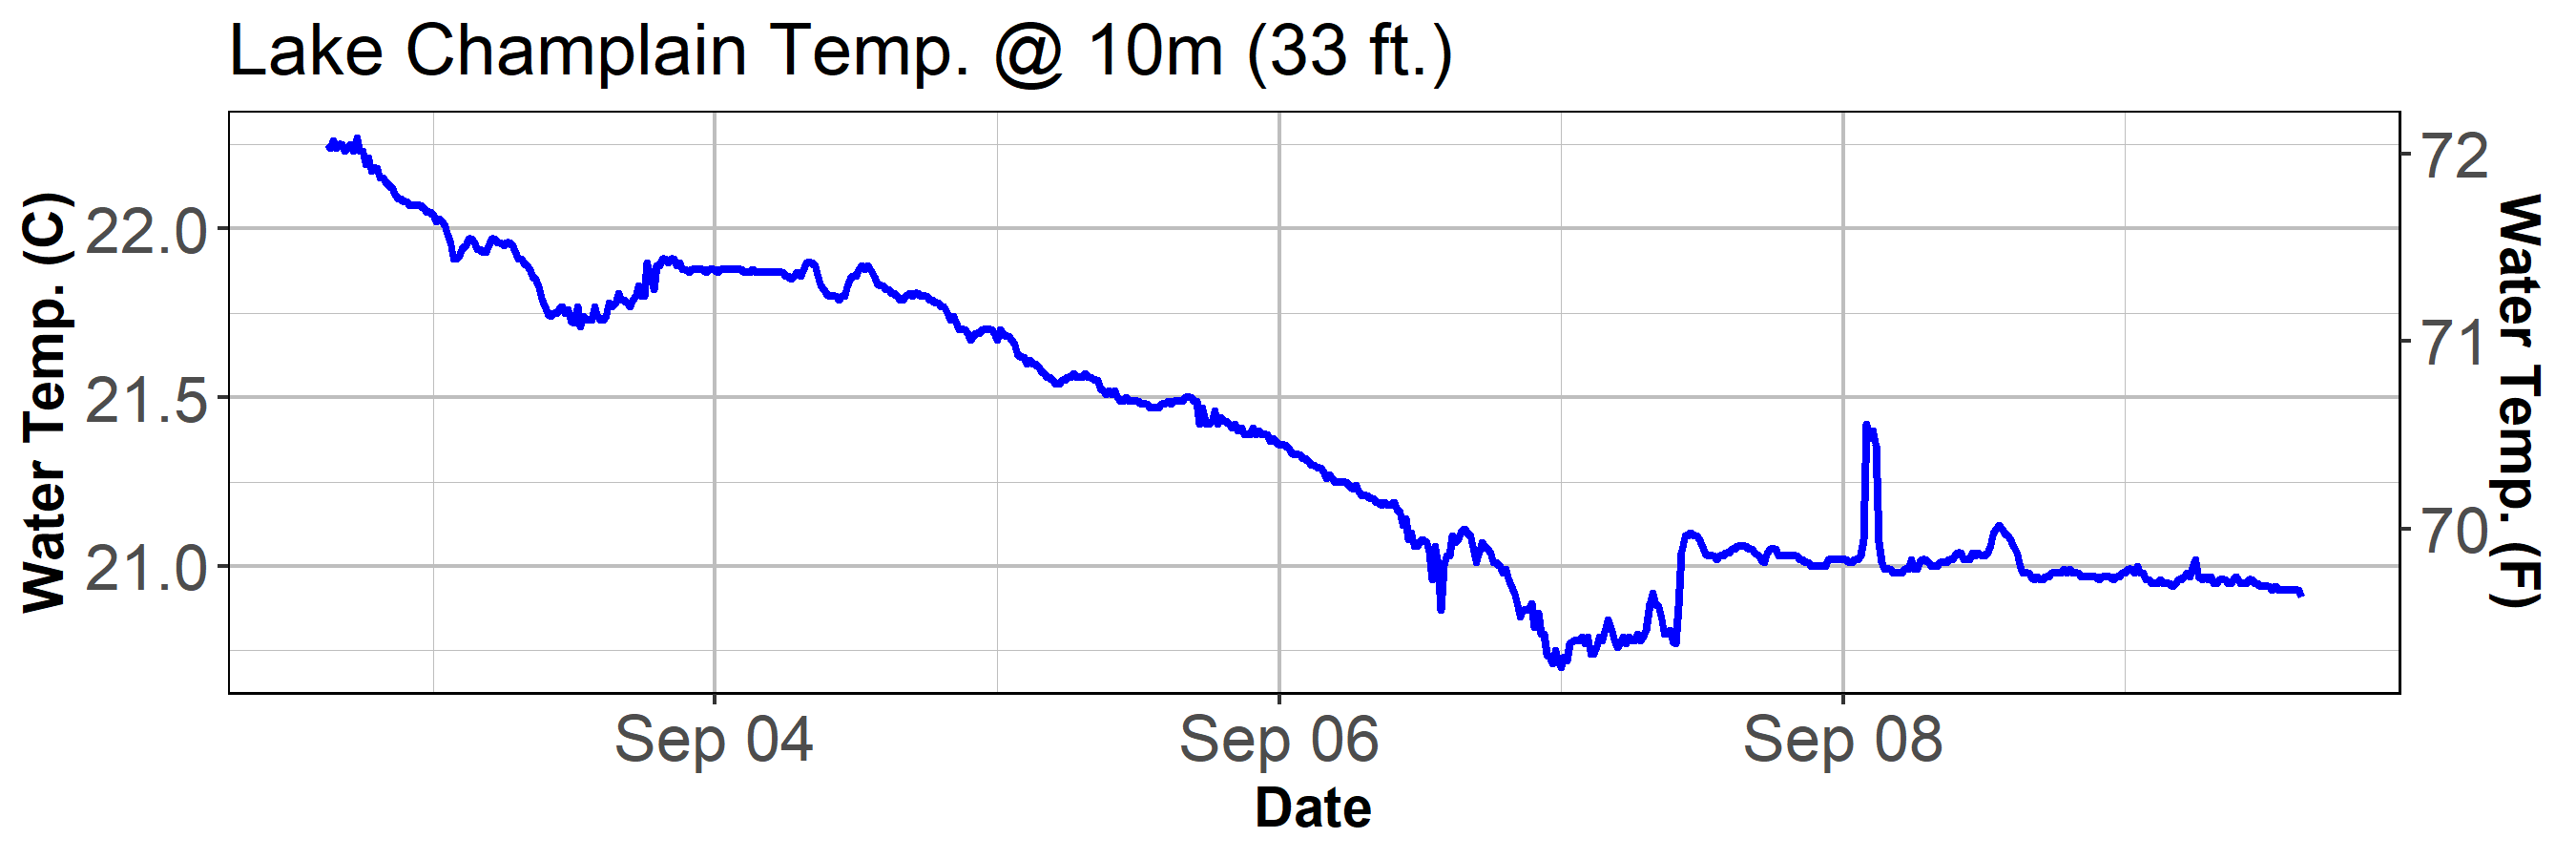 Lake Champlain Temp. @ 10m (33 ft.)
Water Temp. (C)
22.0
21.5
21.0
72
71
70
Water Temp. (F)
Sep 04
Sep 06
Sep 08
Date